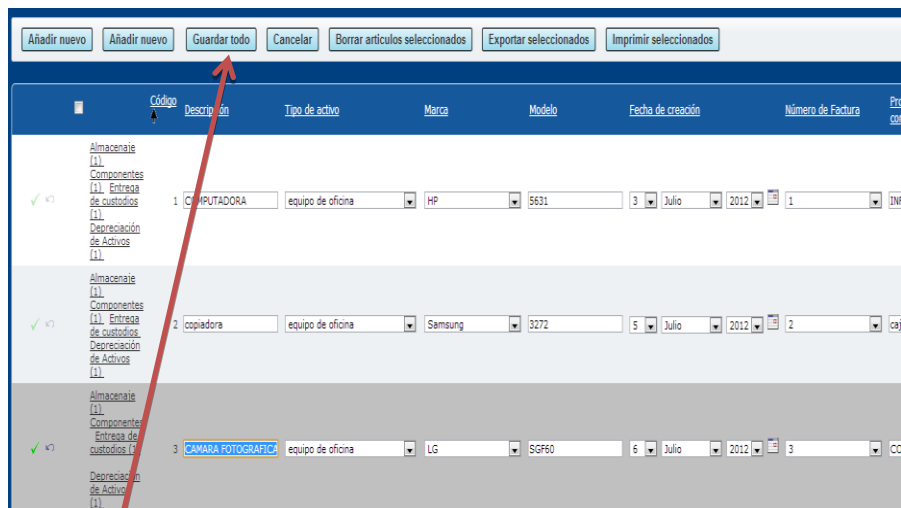 Añadir nuevo Añadir nuevo Guardar todo Cancelar Borrar articulos seleccionados Exportar seleccionados Imprimir seleccionados
Código Descripción Tipo de activo Marca Modelo Fecha de creación Número de Factura
Almacenaje
(1)
Componentes
(1) Entrega
de custodios
(1)
Depreciación
de Activos
(1)
1 COMPUTADORA equipo de oficina HP 5631 3 Julio 2012 1
Almacenaje
(1)
Componentes
(1) Entrega
de custodios
Depreciación
de Activos
(1)
2 copiadora equipo de oficina Samsung 3272 5 Julio 2012 2
Almacenaje
(1)
Componentes
Entrega de
custodios (1)
Depreciación
de Activos
(1)
3 CAMARA FOTOGRAFICA equipo de oficina LG SGF60 6 Julio 2012 3